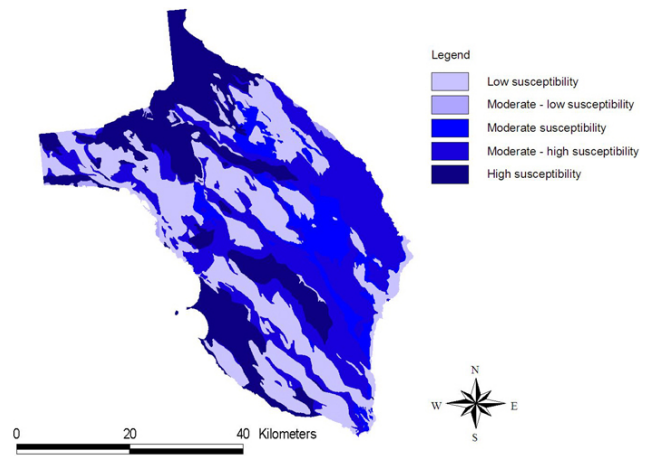 Legend
Low susceptibility
Moderate - low susceptibility
Moderate susceptibility
Moderate - high susceptibility
High susceptibility
N
W E
S
0 20 40 Kilometers